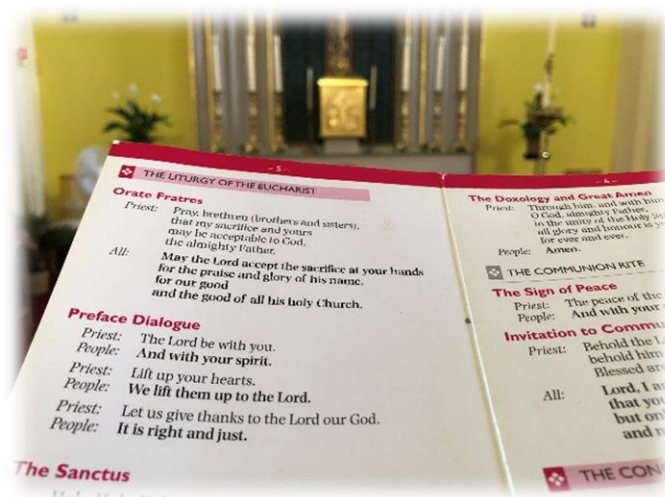 – 5 –
THE LITURGY OF THE EUCHARIST
Orate Fratres
Priest: Pray, brethren (brothers and sisters),
that my sacrifice and yours
may be acceptable to God,
the almighty Father.
All: May the Lord accept the sacrifice at your hands
for the praise and glory of his name,
for our good
and the good of all his holy Church.
Preface Dialogue
Priest: The Lord be with you.
People: And with your spirit.
Priest: Lift up your hearts.
People: We lift them up to the Lord.
Priest: Let us give thanks to the Lord our God.
People: It is right and just.
The Sanctus
The Doxology and Great Amen
Priest: Through him, and with him
O God, almighty Father,
in the unity of the Holy
all glory and honour is
for ever and ever.
People: Amen.
THE COMMUNION RITE
The Sign of Peace
Priest: The peace of the
People: And with your
Invitation to Commu
Priest: Behold the L
behold him
Blessed ar
All: Lord, I a
that you
but on
and
THE CON